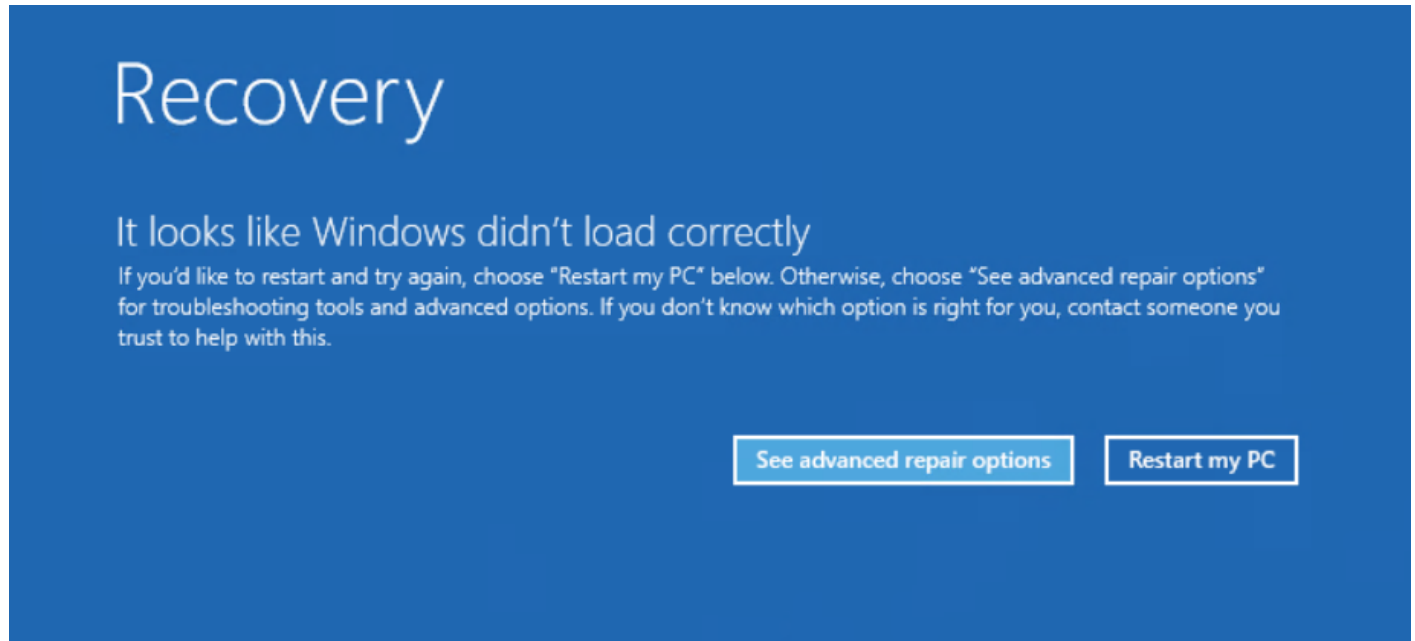 Recovery
It looks like Windows didn't load correctly
If you'd like to restart and try again, choose "Restart my PC" below. Otherwise, choose "See advanced repair options"
for troubleshooting tools and advanced options. If you don't know which option is right for you, contact someone you
trust to help with this.
See advanced repair options
Restart my PC